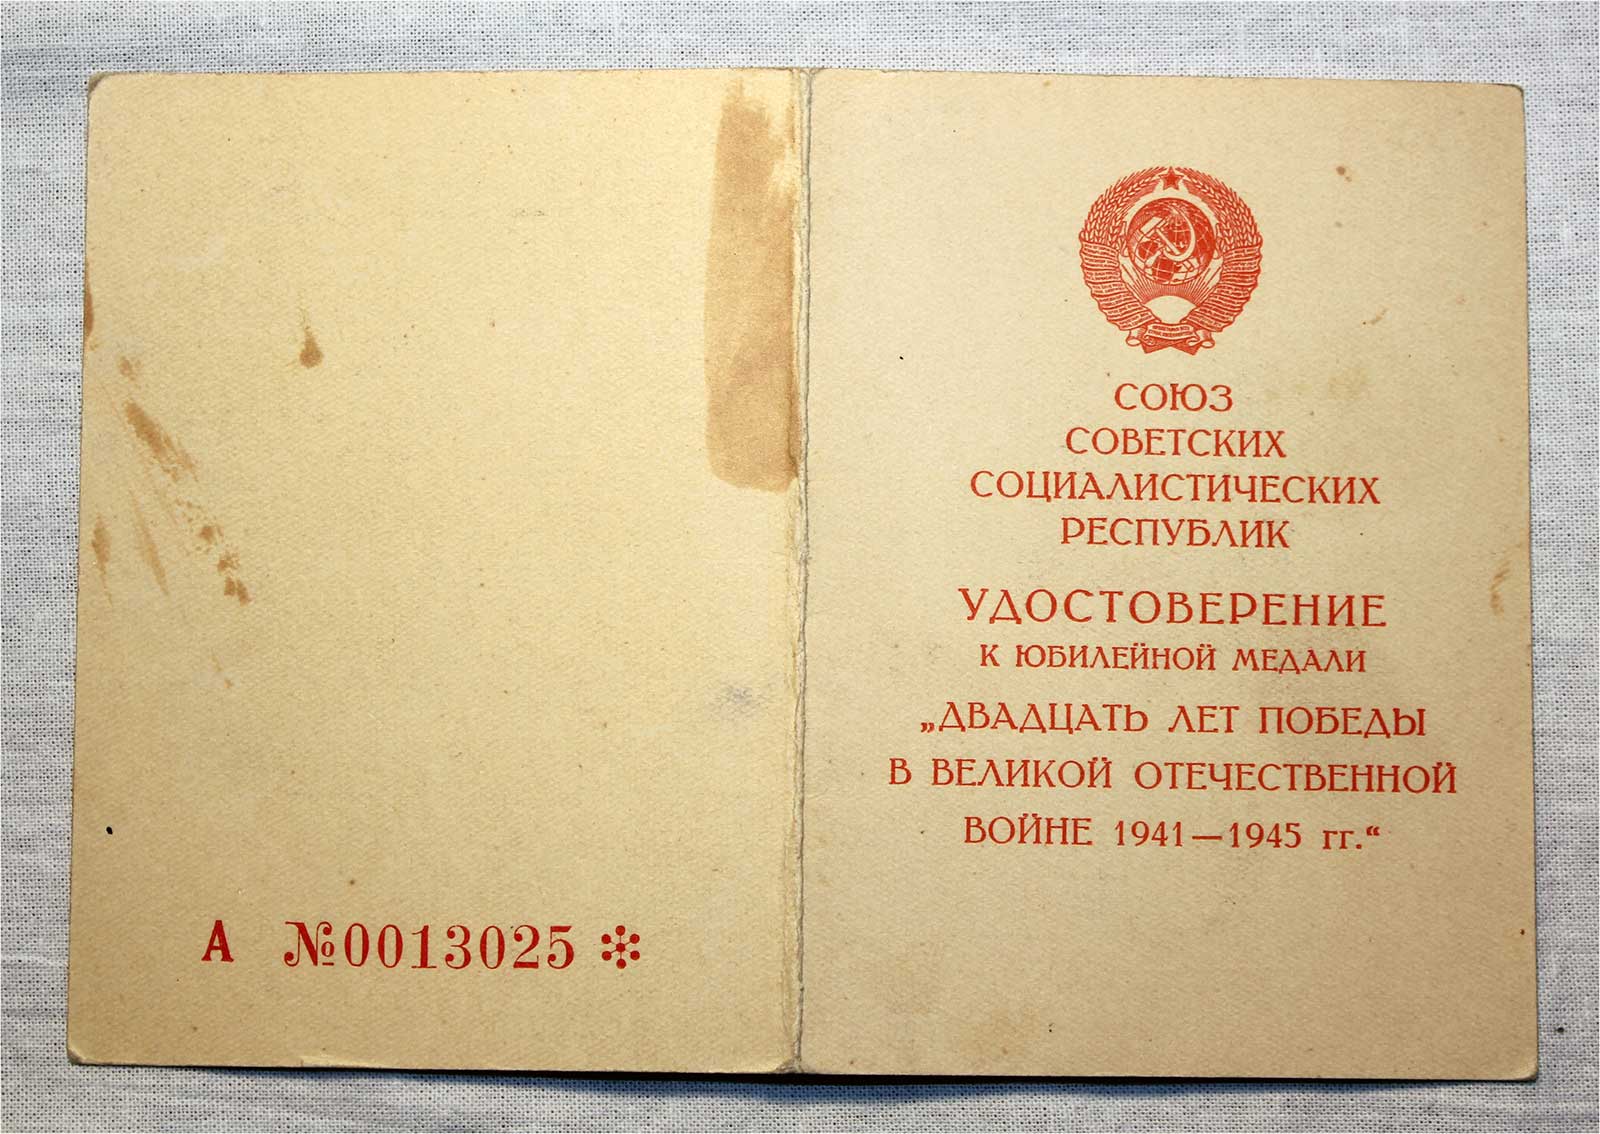 А №0013025
СОЮЗ
СОВЕТСКИХ
СОЦИАЛИСТИЧЕСКИХ
РЕСПУБЛИК
УДОСТОВЕРЕНИЕ
К ЮБИЛЕЙНОЙ МЕДАЛИ
„ДВАДЦАТЬ ЛЕТ ПОБЕДЫ
В ВЕЛИКОЙ ОТЕЧЕСТВЕННОЙ
ВОЙНЕ 1941—1945 гг.“